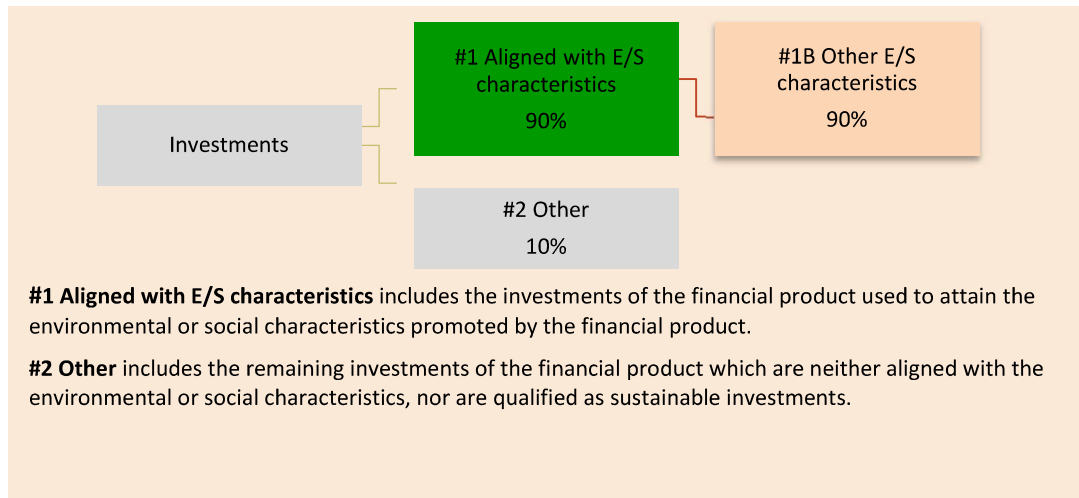 #1 Aligned with E/S
characteristics
90%
#1B Other E/S
characteristics
90%
Investments
#2 Other
10%
#1 Aligned with E/S characteristics includes the investments of the financial product used to attain the
environmental or social characteristics promoted by the financial product.
#2 Other includes the remaining investments of the financial product which are neither aligned with the
environmental or social characteristics, nor are qualified as sustainable investments.